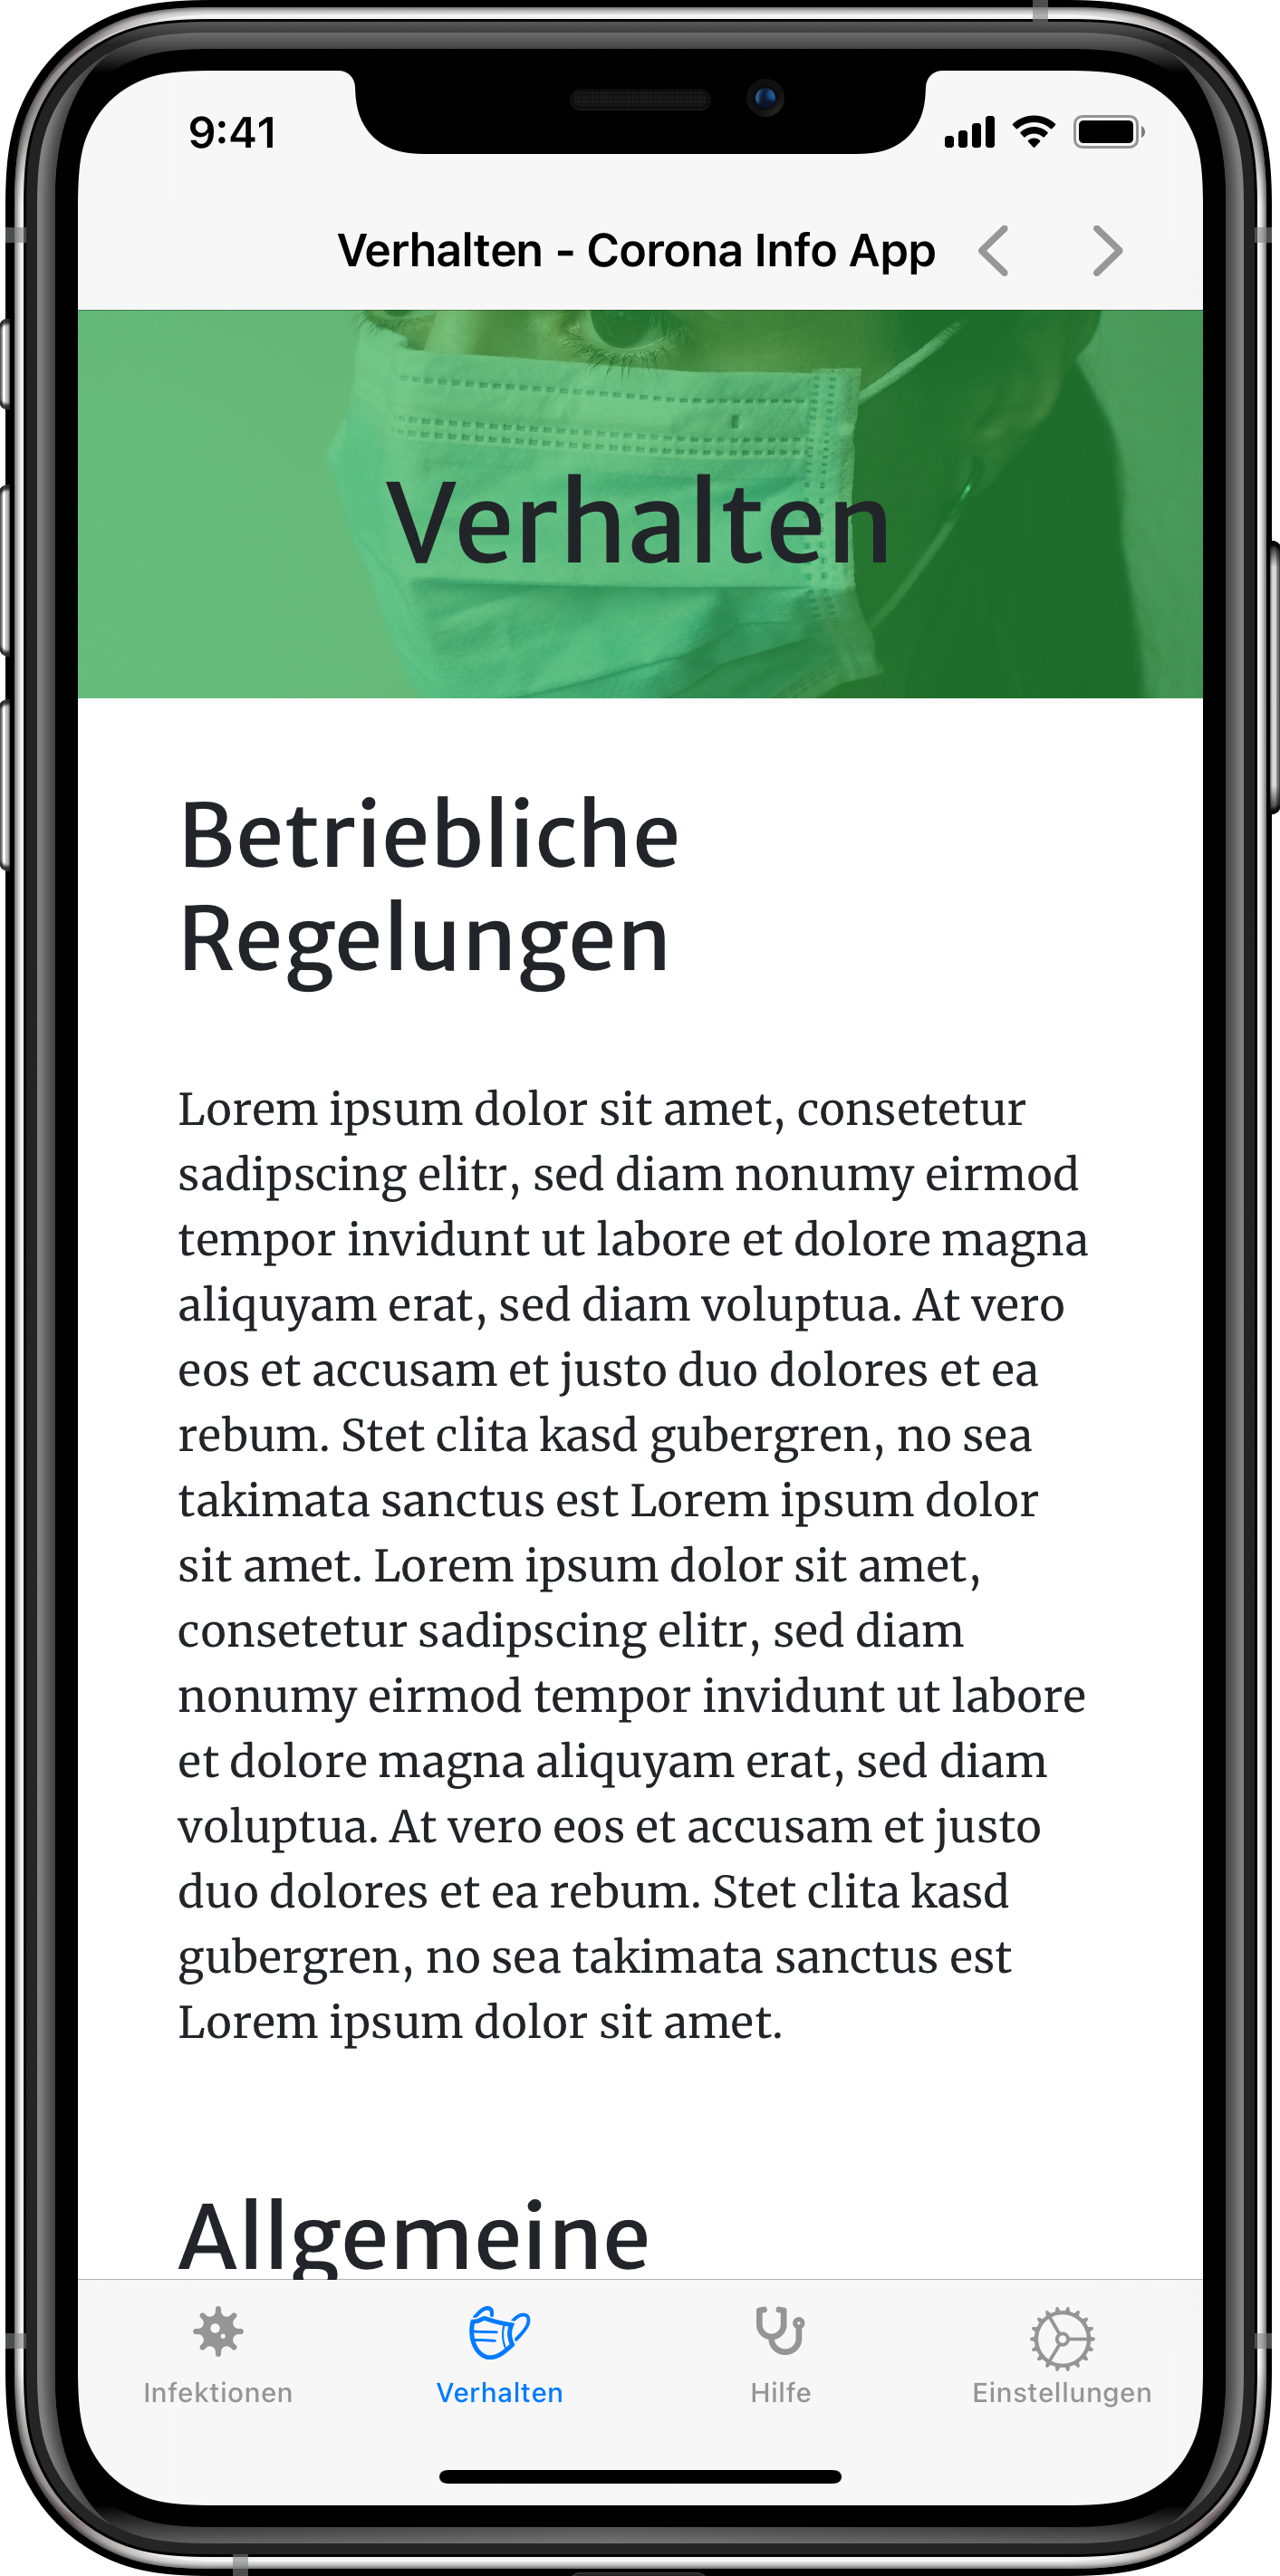 9:41
Verhalten - Corona Info App
Verhalten
Betriebliche
Regelungen
Lorem ipsum dolor sit amet, consetetur
sadipscing elitr, sed diam nonumy eirmod
tempor invidunt ut labore et dolore magna
aliquyam erat, sed diam voluptua. At vero
eos et accusam et justo duo dolores et ea
rebum. Stet clita kasd gubergren, no sea
takimata sanctus est Lorem ipsum dolor
sit amet. Lorem ipsum dolor sit amet,
consetetur sadipscing elitr, sed diam
nonumy eirmod tempor invidunt ut labore
et dolore magna aliquyam erat, sed diam
voluptua. At vero eos et accusam et justo
duo dolores et ea rebum. Stet clita kasd
gubergren, no sea takimata sanctus est
Lorem ipsum dolor sit amet.
Allgemeine
Infektionen Verhalten Hilfe Einstellungen